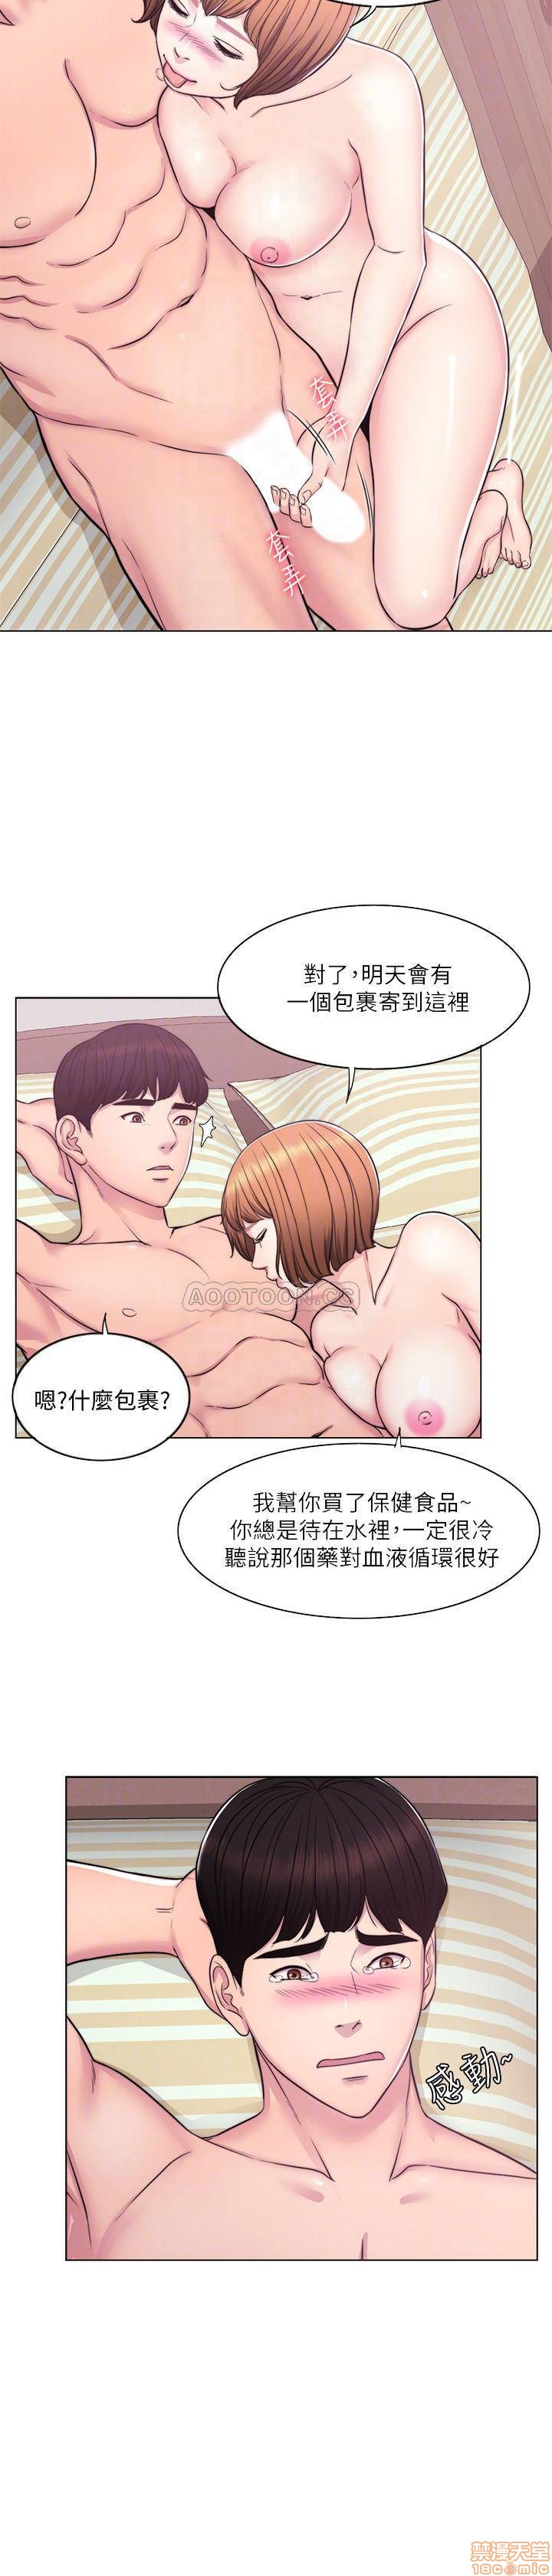 套弄
套弄
對了,明天會有
一個包裹寄到這裡
AOOTOON.CC
嗯?什麼包裹?
我幫你買了保健食品~
你總是待在水裡,一定很冷
聽說那個藥對血液循環很好
感動~
禁漫天堂
18comic